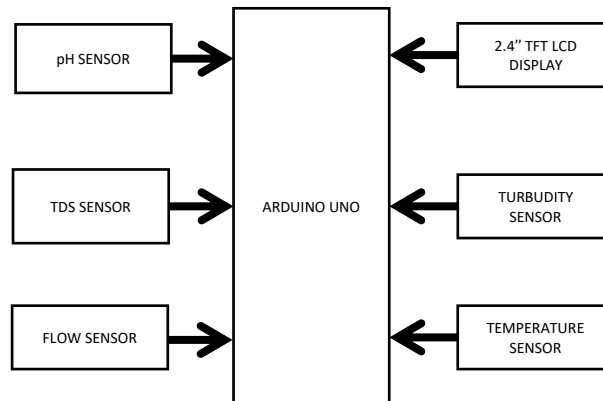 pH SENSOR
2.4’’ TFT LCD
DISPLAY
TDS SENSOR
ARDUINO UNO
TURBUDITY
SENSOR
FLOW SENSOR
TEMPERATURE
SENSOR